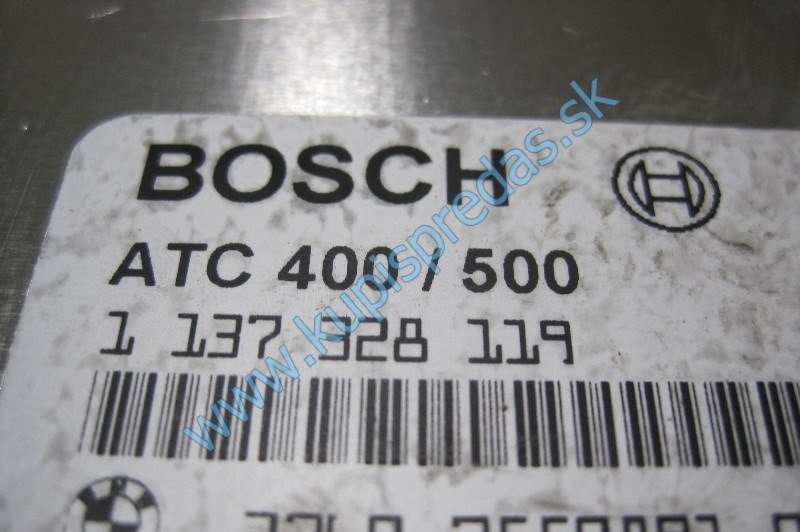 BOSCH
ATC 400 / 500
1 137 328 119
www.kupispredas.sk